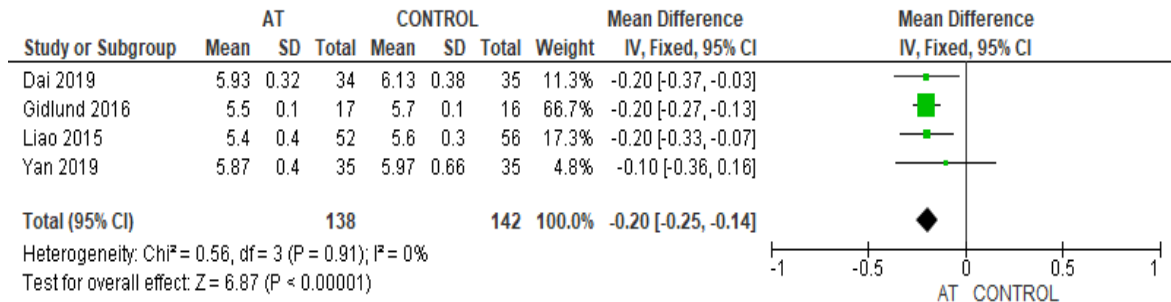 AT CONTROL Mean Difference Mean Difference
Study or Subgroup Mean SD Total Mean SD Total Weight IV, Fixed, 95% CI IV, Fixed, 95% CI
Dai 2019 5.93 0.32 34 6.13 0.38 35 11.3% -0.20 [-0.37, -0.03]
Gidlund 2016 5.5 0.1 17 5.7 0.1 16 66.7% -0.20 [-0.27, -0.13]
Liao 2015 5.4 0.4 52 5.6 0.3 56 17.3% -0.20 [-0.33, -0.07]
Yan 2019 5.87 0.4 35 5.97 0.66 35 4.8% -0.10 [-0.36, 0.16]
Total (95% CI) 138 142 100.0% -0.20 [-0.25, -0.14]
Heterogeneity: Chi² = 0.56, df = 3 (P = 0.91); I² = 0%
Test for overall effect: Z = 6.87 (P < 0.00001)
-1 -0.5 0 0.5 1
AT CONTROL